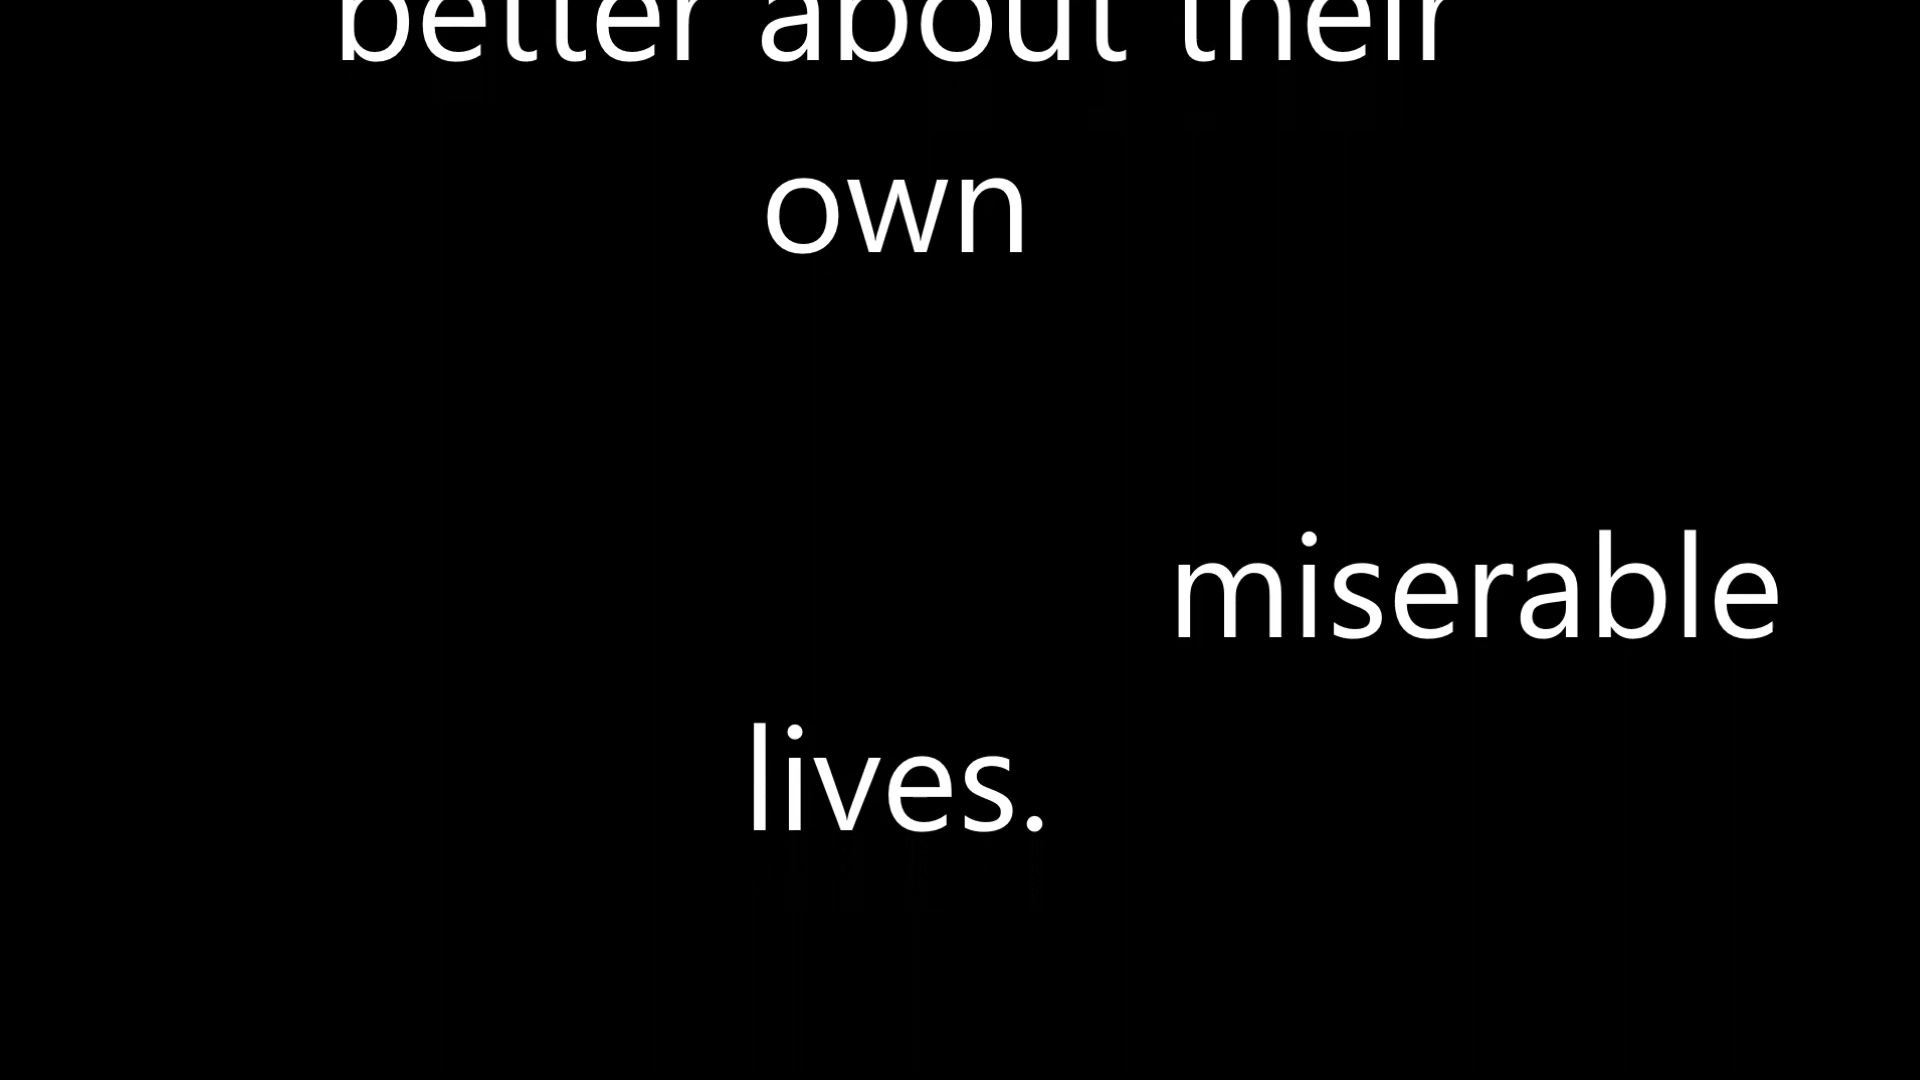 better about their
own
miserable
lives.